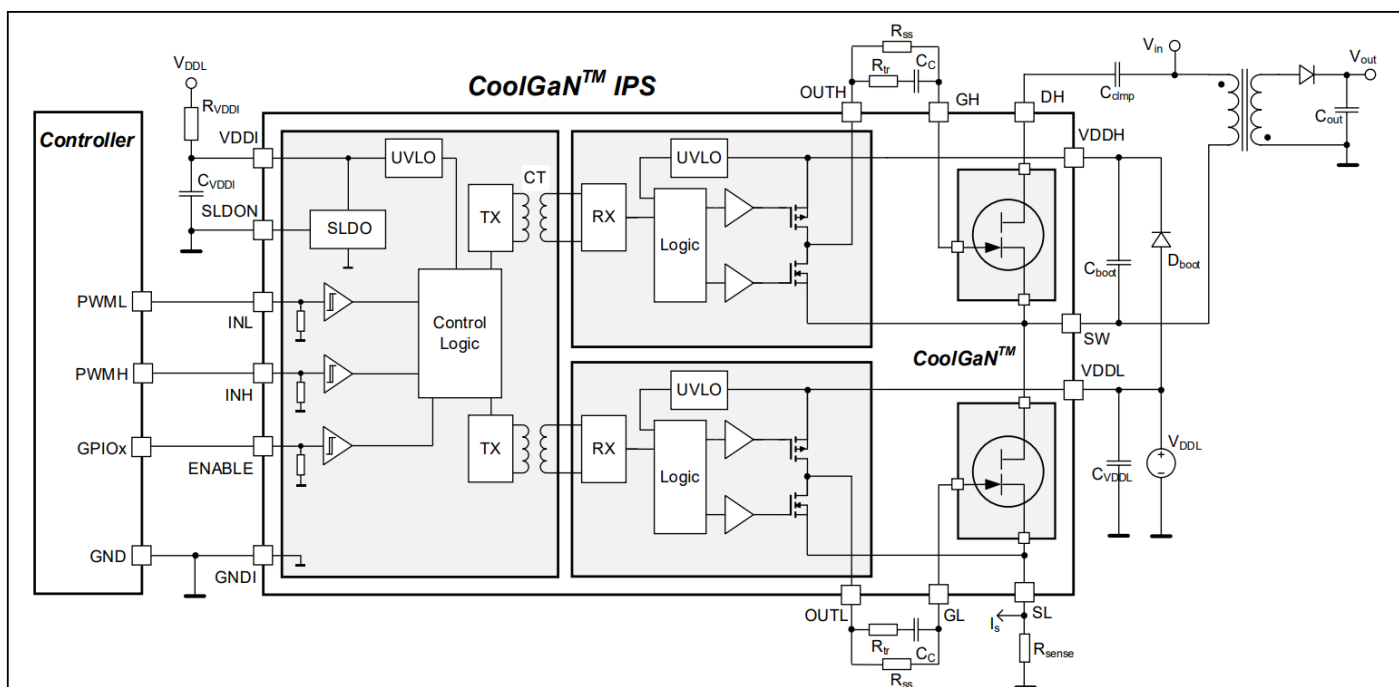 Rss
Vin
Vout
VDDL
Rtr
CC
CoolGaN™ IPS
OUTH
GH
DH
Cclmp
RVDDI
Cout
Controller
VDDI
VDDH
UVLO
UVLO
CT
CVDDI
TX
RX
SLDON
SLDO
Logic
Cboot
Dboot
PWML
INL
Control
Logic
SW
CoolGaN™
PWMH
INH
VDDL
UVLO
GPIOx
TX
RX
VDDL
ENABLE
Logic
CVDDL
GND
GNDI
OUTL
GL
SL
Is
Rtr
CC
Rsense
Rss